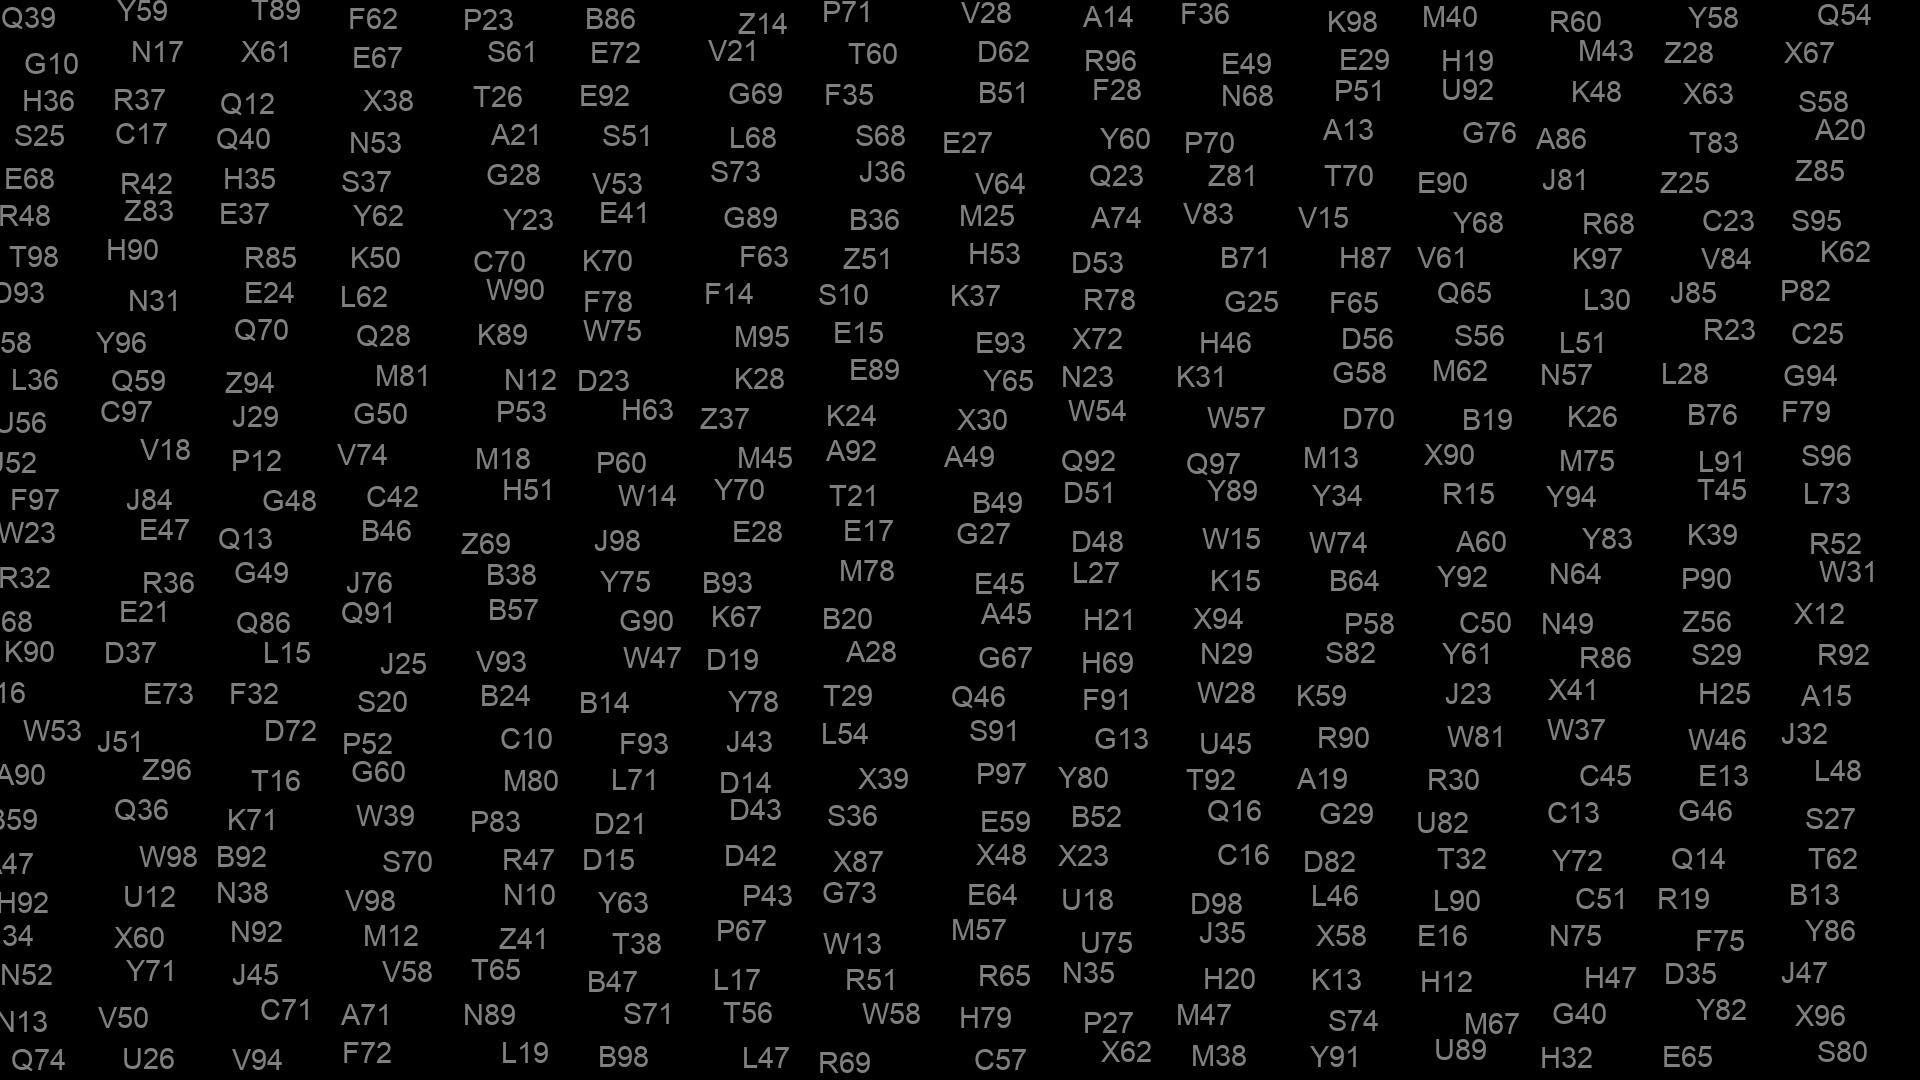 Q39 Y59 T89 F62 P23 B86 Z14 P71 V28 A14 F36 K98 M40 R60 Y58 Q54
G10 N17 X61 E67 S61 E72 V21 T60 D62 R96 E49 E29 H19 M43 Z28 X67
H36 R37 Q12 X38 T26 E92 G69 F35 B51 F28 N68 P51 U92 K48 X63 S58
S25 C17 Q40 N53 A21 S51 L68 S68 E27 Y60 P70 A13 G76 A86 T83 A20
E68 R42 H35 S37 G28 V53 S73 J36 V64 Q23 Z81 T70 E90 J81 Z25 Z85
R48 Z83 E37 Y62 Y23 E41 G89 B36 M25 A74 V83 V15 Y68 R68 C23 S95
T98 H90 R85 K50 C70 K70 F63 Z51 H53 D53 B71 H87 V61 K97 V84 K62
D93 N31 E24 L62 W90 F78 F14 S10 K37 R78 G25 F65 Q65 L30 J85 P82
58 Y96 Q70 Q28 K89 W75 M95 E15 E93 X72 H46 D56 S56 L51 R23 C25
L36 Q59 Z94 M81 N12 D23 K28 E89 Y65 N23 K31 G58 M62 N57 L28 G94
U56 C97 J29 G50 P53 H63 Z37 K24 X30 W54 W57 D70 B19 K26 B76 F79
52 V18 P12 V74 M18 P60 M45 A92 A49 Q92 Q97 M13 X90 M75 L91 S96
F97 J84 G48 C42 H51 W14 Y70 T21 B49 D51 Y89 Y34 R15 Y94 T45 L73
W23 E47 Q13 B46 Z69 J98 E28 E17 G27 D48 W15 W74 A60 Y83 K39 R52
R32 R36 G49 J76 B38 Y75 B93 M78 E45 L27 K15 B64 Y92 N64 P90 W31
68 E21 Q86 Q91 B57 G90 K67 B20 A45 H21 X94 P58 C50 N49 Z56 X12
K90 D37 L15 J25 V93 W47 D19 A28 G67 H69 N29 S82 Y61 R86 S29 R92
16 E73 F32 S20 B24 B14 Y78 T29 Q46 F91 W28 K59 J23 X41 H25 A15
W53 J51 D72 P52 C10 F93 J43 L54 S91 G13 U45 R90 W81 W37 W46 J32
A90 Z96 T16 G60 M80 L71 D14 X39 P97 Y80 T92 A19 R30 C45 E13 L48
59 Q36 K71 W39 P83 D21 D43 S36 E59 B52 Q16 G29 U82 C13 G46 S27
47 W98 B92 S70 R47 D15 D42 X87 X48 X23 C16 D82 T32 Y72 Q14 T62
H92 U12 N38 V98 N10 Y63 P43 G73 E64 U18 D98 L46 L90 C51 R19 B13
34 X60 N92 M12 Z41 T38 P67 W13 M57 U75 J35 X58 E16 N75 F75 Y86
N52 Y71 J45 V58 T65 B47 L17 R51 R65 N35 H20 K13 H12 H47 D35 J47
N13 V50 C71 A71 N89 S71 T56 W58 H79 P27 M47 S74 M67 G40 Y82 X96
Q74 U26 V94 F72 L19 B98 L47 R69 C57 X62 M38 Y91 U89 H32 E65 S80